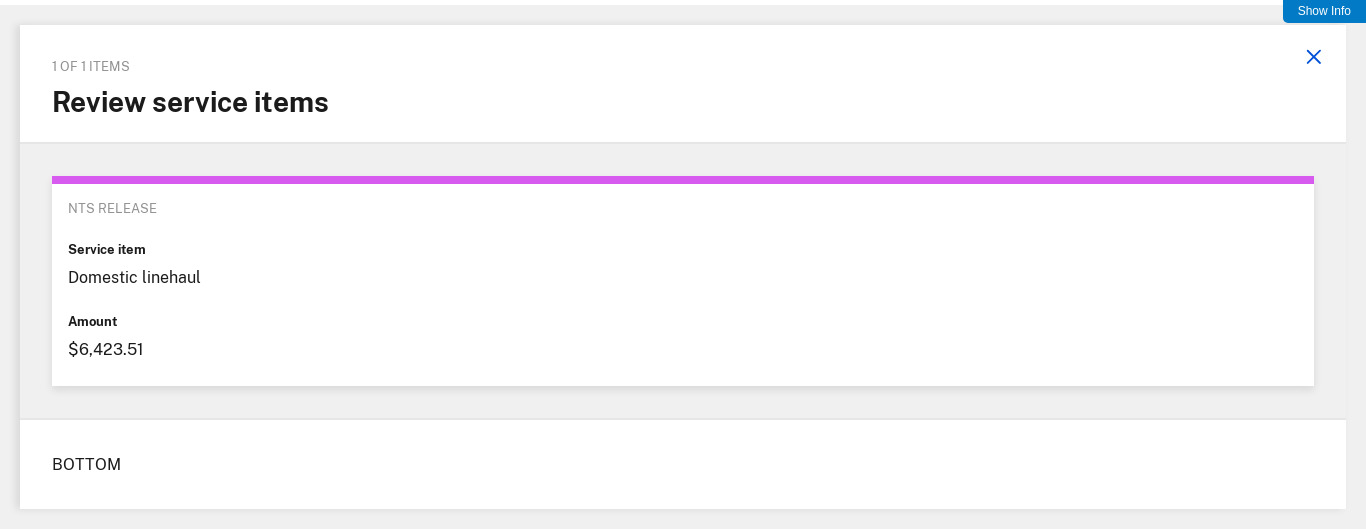 Show Info
1 OF 1 ITEMS
Review service items
NTS RELEASE
Service item
Domestic linehaul
Amount
$6,423.51
BOTTOM